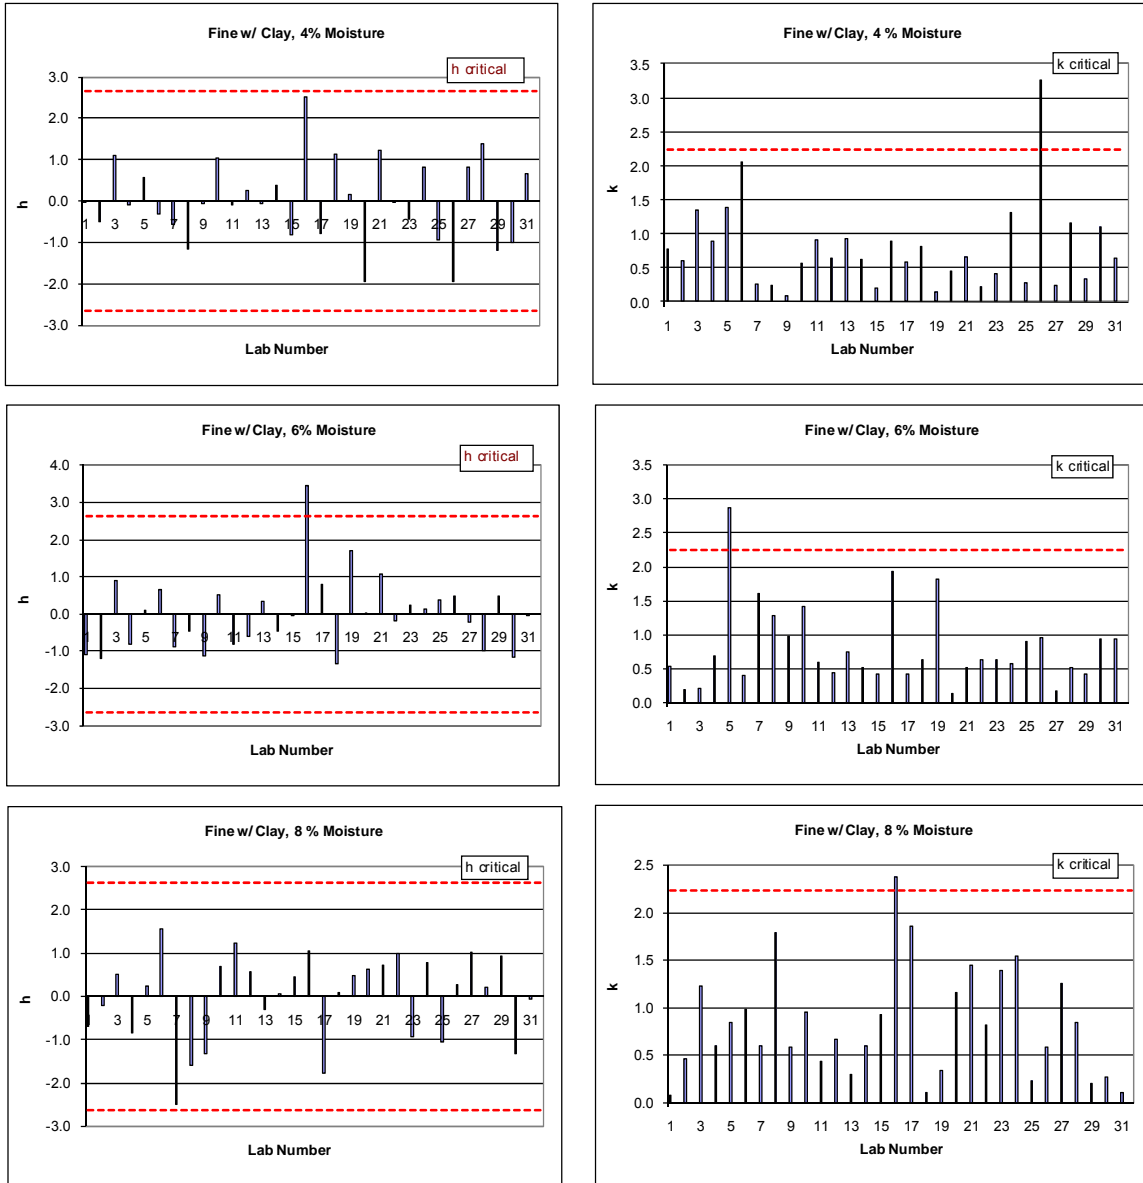 Fine w/ Clay, 4% Moisture
h critical
3.0
2.0
1.0
0.0
-1.0
-2.0
-3.0
h
1 3 5 7 9 11 13 15 17 19 21 23 25 27 29 31
Lab Number
Fine w/ Clay, 4 % Moisture
k critical
3.5
3.0
2.5
2.0
1.5
1.0
0.5
0.0
k
1 3 5 7 9 11 13 15 17 19 21 23 25 27 29 31
Lab Number
Fine w/ Clay, 6% Moisture
h critical
4.0
3.0
2.0
1.0
0.0
-1.0
-2.0
-3.0
h
1 3 5 7 9 11 13 15 17 19 21 23 25 27 29 31
Lab Number
Fine w/ Clay, 6% Moisture
k critical
3.5
3.0
2.5
2.0
1.5
1.0
0.5
0.0
k
1 3 5 7 9 11 13 15 17 19 21 23 25 27 29 31
Lab Number
Fine w/ Clay, 8 % Moisture
h critical
3.0
2.0
1.0
0.0
-1.0
-2.0
-3.0
h
1 3 5 7 9 11 13 15 17 19 21 23 25 27 29 31
Lab Number
Fine w/ Clay, 8 % Moisture
k critical
2.5
2.0
1.5
1.0
0.5
0.0
k
1 3 5 7 9 11 13 15 17 19 21 23 25 27 29 31
Lab Number